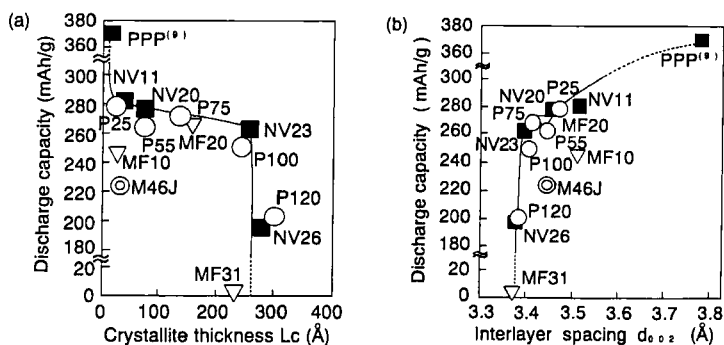 (a)
Discharge capacity (mAh/g)
380
360
300
280
260
240
220
200
180
20
0
PPP(9)
NV11
NV20
P75
P25
P55
MF20
NV23
P100
MF10
M46J
P120
NV26
MF31
0 100 200 300 400
Crystallite thickness Lc (Å)
(b)
Discharge capacity (mAh/g)
380
360
300
280
260
240
220
200
180
20
0
PPP(9)
P25
NV20
NV11
P75
MF20
P55
NV23
P100
MF10
M46J
P120
NV26
MF31
3.3 3.4 3.5 3.6 3.7 3.8
Interlayer spacing d002 (Å)